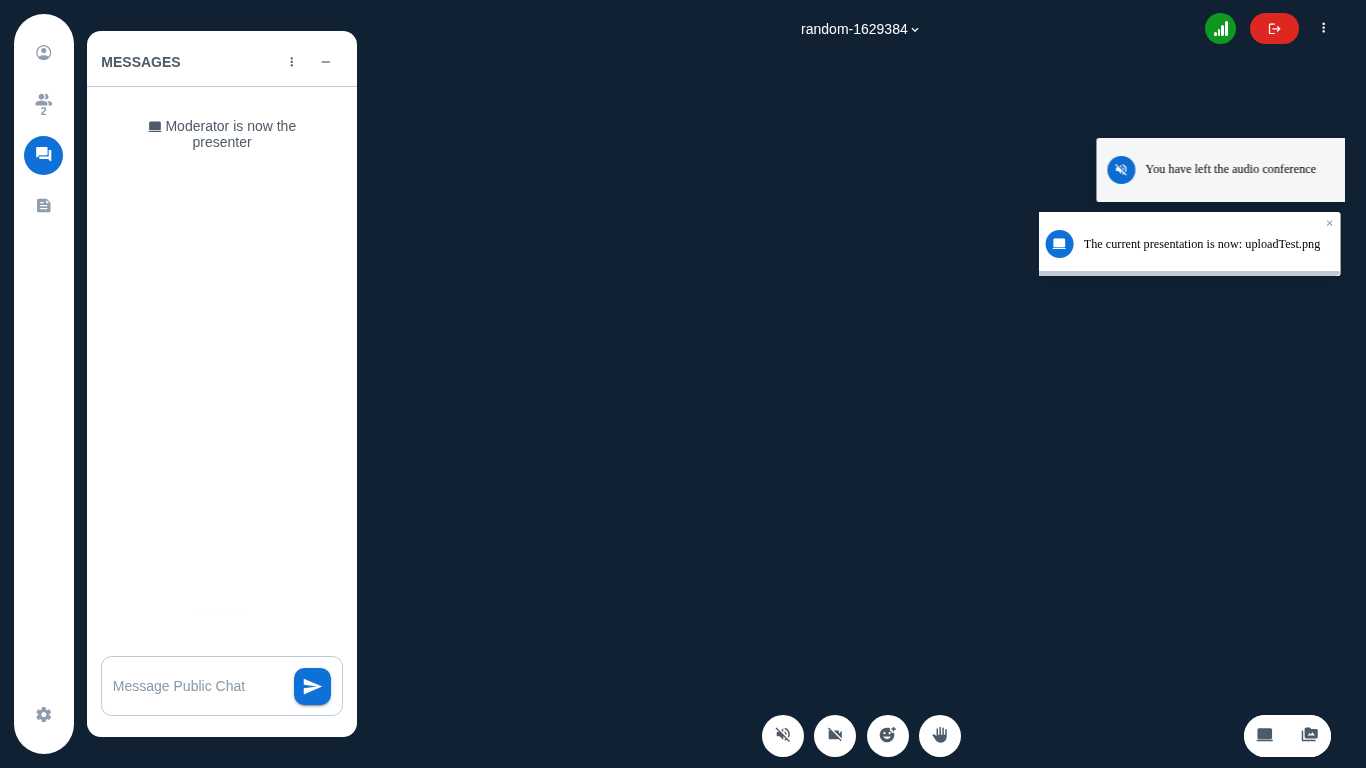 random-1629384
MESSAGES
2
Moderator is now the
presenter
You have left the audio conference
The current presentation is now: uploadTest.png
Message Public Chat